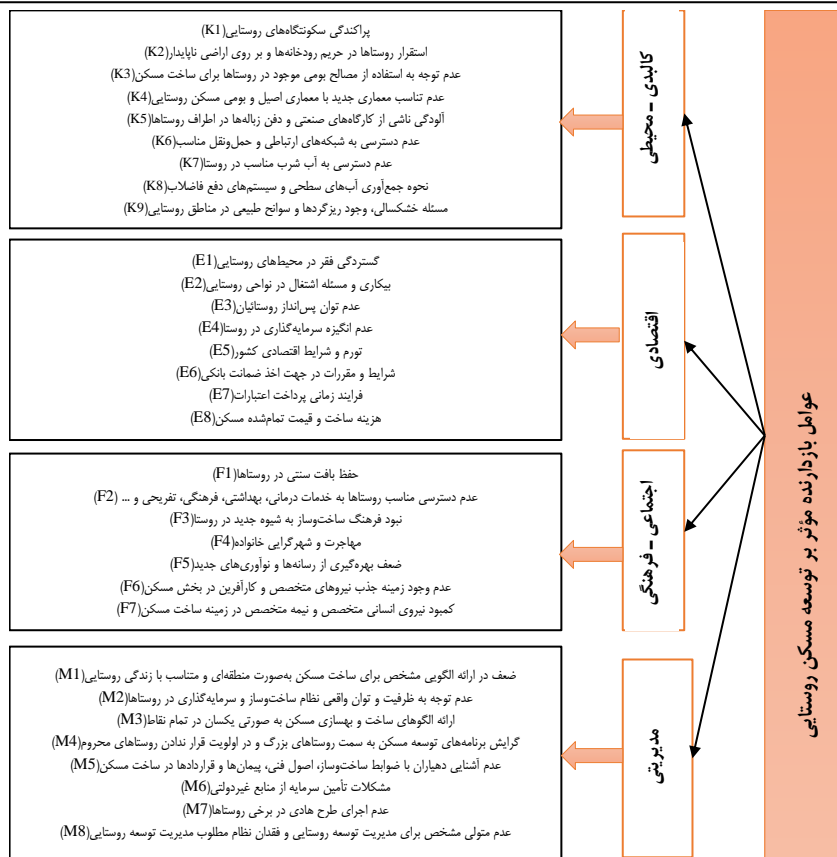 عوامل بازدارنده مؤثر بر توسعه مسکن روستایی
کالبدی - محیطی
پراکندگی سکونتگاه‌های روستایی(K1)
استقرار روستاها در حریم رودخانه‌ها و بر روی اراضی ناپایدار(K2)
عدم توجه به استفاده از مصالح بومی موجود در روستاها برای ساخت مسکن(K3)
عدم تناسب معماری جدید با معماری اصیل و بومی مسکن روستایی(K4)
آلودگی ناشی از کارگاه‌های صنعتی و دفن زباله‌ها در اطراف روستاها(K5)
عدم دسترسی به شبکه‌های ارتباطی و حمل‌ونقل مناسب(K6)
عدم دسترسی به آب شرب مناسب در روستا(K7)
نحوه جمع‌آوری آب‌های سطحی و سیستم‌های دفع فاضلاب(K8)
مسئله خشکسالی، وجود ریزگردها و سوانح طبیعی در مناطق روستایی(K9)
اقتصادی
گستردگی فقر در محیط‌های روستایی(E1)
بیکاری و مسئله اشتغال در نواحی روستایی(E2)
عدم توان پس‌انداز روستائیان(E3)
عدم انگیزه سرمایه‌گذاری در روستا(E4)
تورم و شرایط اقتصادی کشور(E5)
شرایط و مقررات در جهت اخذ ضمانت بانکی(E6)
فرایند زمانی پرداخت اعتبارات(E7)
هزینه ساخت و قیمت تمام‌شده مسکن(E8)
اجتماعی - فرهنگی
حفظ بافت سنتی در روستاها(F1)
عدم دسترسی مناسب روستاها به خدمات درمانی، بهداشتی، فرهنگی، تفریحی و ... (F2)
نبود فرهنگ ساخت‌وساز به شیوه جدید در روستا(F3)
مهاجرت و شهرگرایی خانواده(F4)
ضعف بهره‌گیری از رسانه‌ها و نوآوری‌های جدید(F5)
عدم وجود زمینه جذب نیروهای متخصص و کارآفرین در بخش مسکن(F6)
کمبود نیروی انسانی متخصص و نیمه متخصص در زمینه ساخت مسکن(F7)
مدیریتی
ضعف در ارائه الگویی مشخص برای ساخت مسکن به‌صورت منطقه‌ای و متناسب با زندگی روستایی(M1)
عدم توجه به ظرفیت و توان واقعی نظام ساخت‌وساز و سرمایه‌گذاری در روستاها(M2)
ارائه الگوهای ساخت و بهسازی مسکن به صورتی یکسان در تمام نقاط(M3)
گرایش برنامه‌های توسعه مسکن به سمت روستاهای بزرگ و در اولویت قرار ندادن روستاهای محروم(M4)
عدم آشنایی دهیاران با ضوابط ساخت‌وساز، اصول فنی، پیمان‌ها و قراردادها در ساخت مسکن(M5)
مشکلات تأمین سرمایه از منابع غیردولتی(M6)
عدم اجرای طرح هادی در برخی روستاها(M7)
عدم متولی مشخص برای مدیریت توسعه روستایی و فقدان نظام مطلوب مدیریت توسعه روستایی(M8)